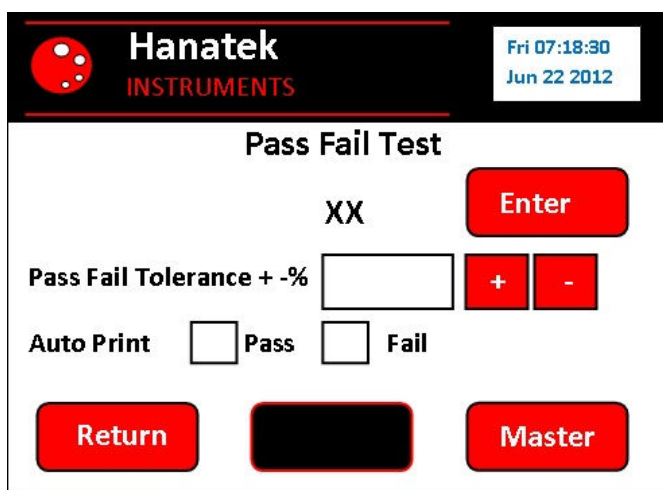 Hanatek
INSTRUMENTS
Fri 07:18:30
Jun 22 2012
Pass Fail Test
XX
Enter
Pass Fail Tolerance + -%
+ -
Auto Print Pass Fail
Return
Master